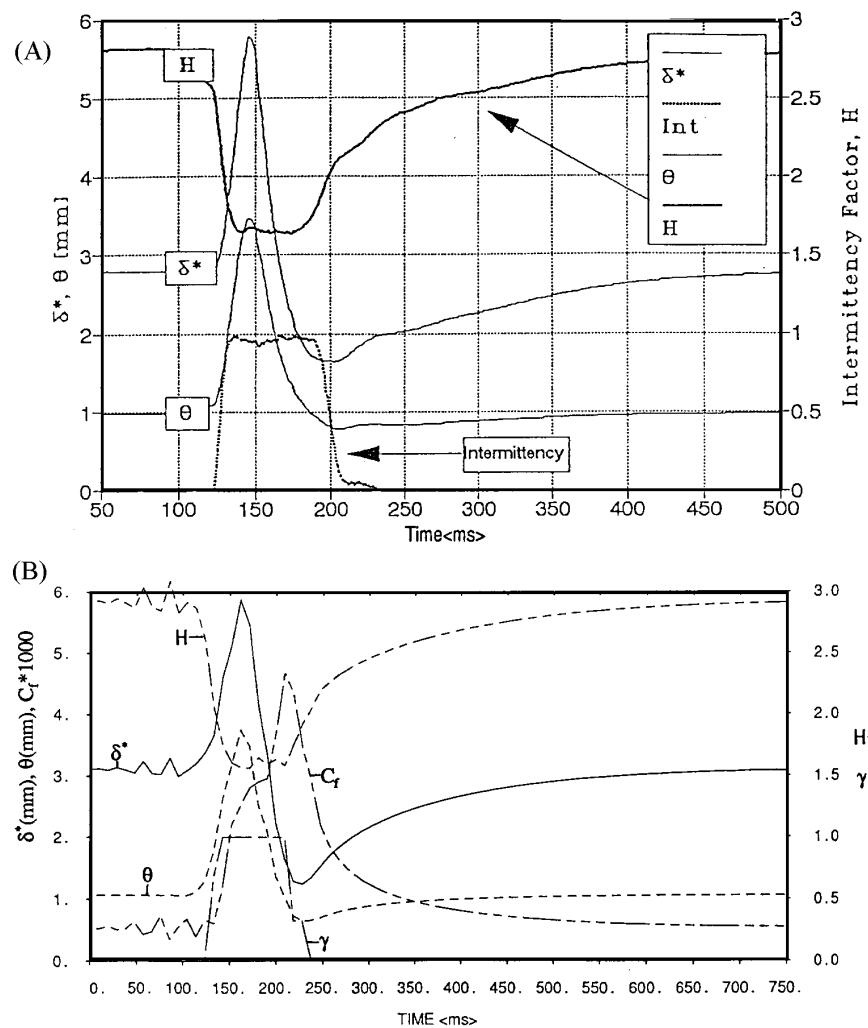 (A)
6
5
4
3
2
1
0
δ*, θ [mm]
50
100
150
200
250
300
350
400
450
500
Time<ms>
3
2.5
2
1.5
1
0.5
0
Intermittency Factor, H
H
δ*
θ
Intermittency
δ*
Int
θ
H
(B)
6.
5.
4.
3.
2.
1.
0.
δ*(mm), θ(mm), Cf*1000
0. 50. 100. 150. 200. 250. 300. 350. 400. 450. 500. 550. 600. 650. 700. 750.
TIME <ms>
3.0
2.5
2.0
1.5
1.0
0.5
0.0
H
γ
H
δ*
θ
Cf
γ